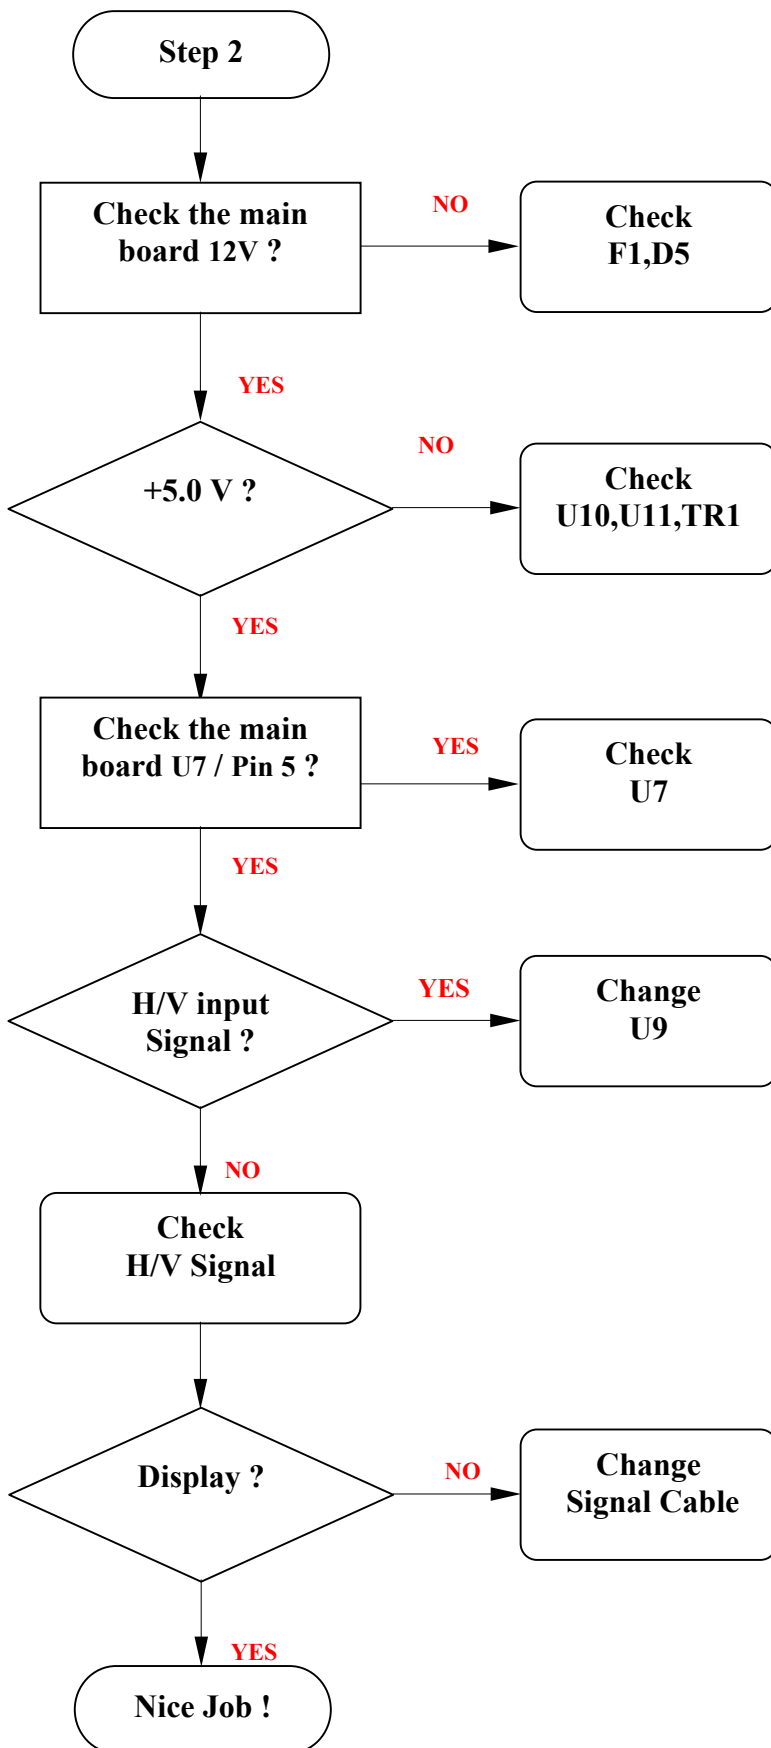 Step 2
Check the main
board 12V ?
NO
Check
F1,D5
YES
+5.0 V ?
NO
Check
U10,U11,TR1
YES
Check the main
board U7 / Pin 5 ?
YES
Check
U7
YES
H/V input
Signal ?
YES
Change
U9
NO
Check
H/V Signal
Display ?
NO
Change
Signal Cable
YES
Nice Job !